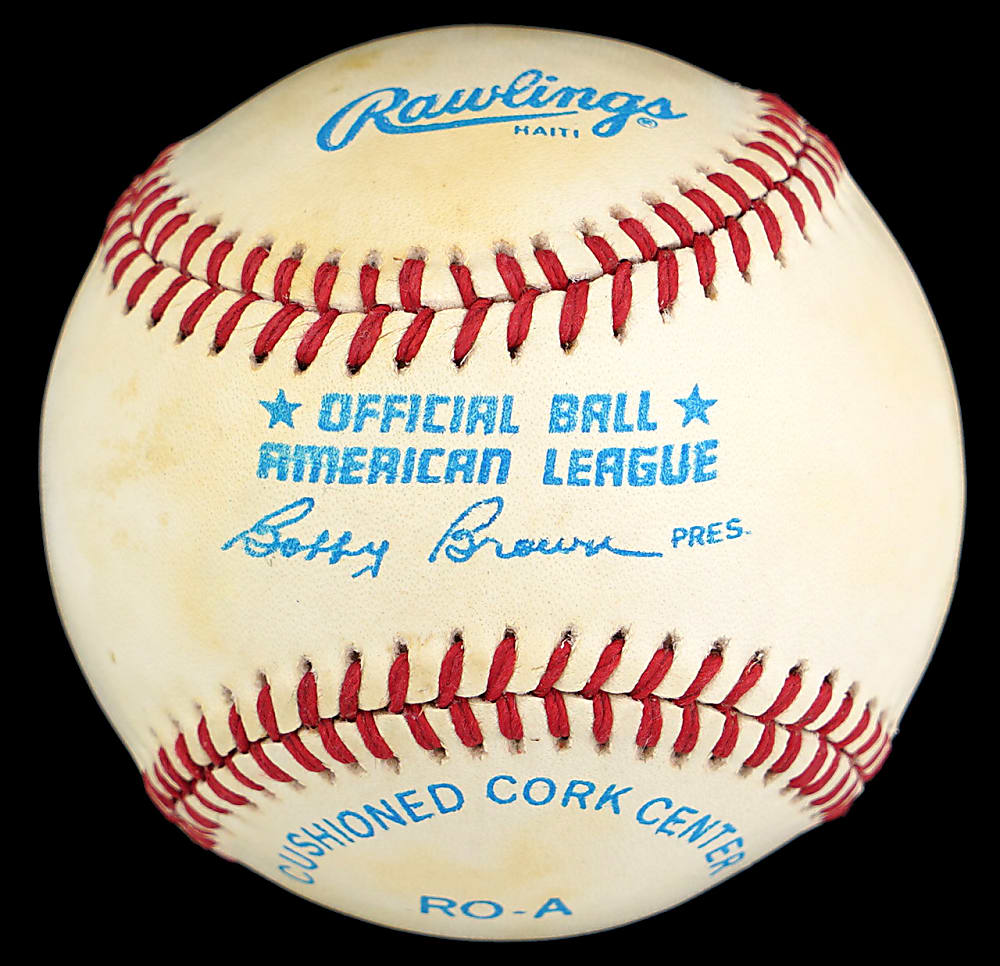 Rawlings®
HAITI
★ OFFICIAL BALL ★
AMERICAN LEAGUE
Bobby Brown PRES.
CUSHIONED CORK CENTER
RO-A